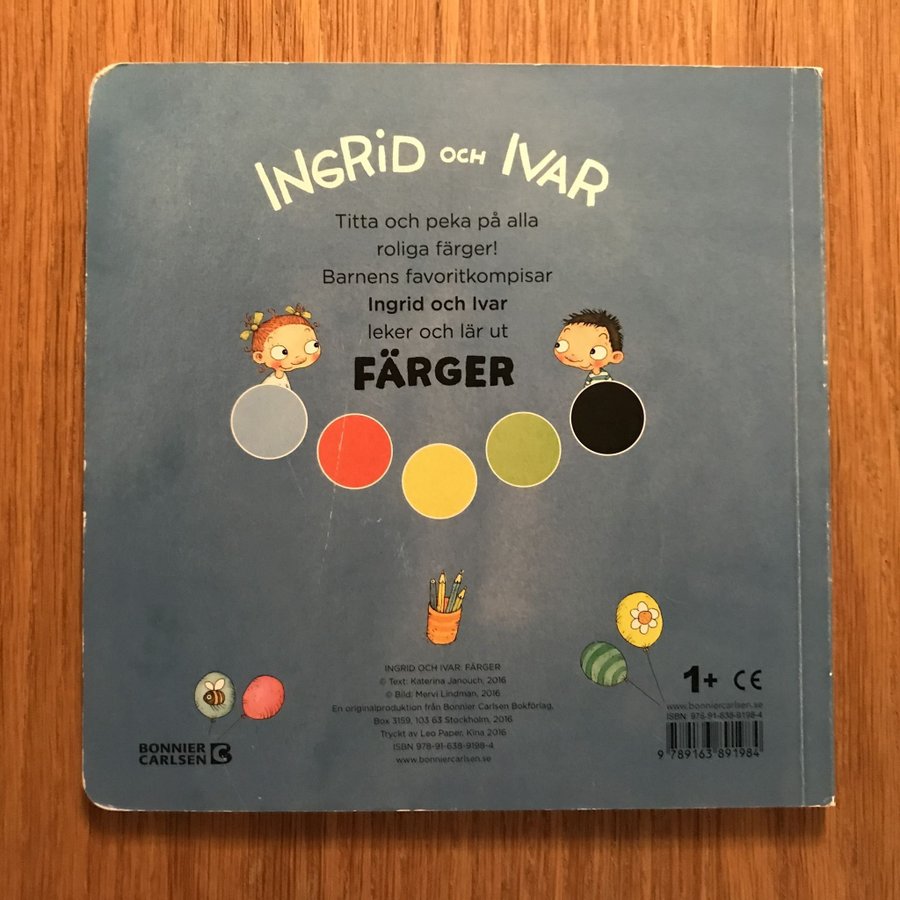 INGRID OCH IVAR
Titta och peka på alla
roliga färger!
Barnens favoritkompisar
Ingrid och Ivar
leker och lär ut
FÄRGER
INGRID OCH IVAR: FÄRGER
© Text: Katerina Janouch, 2016
© Bild: Mervi Lindman, 2016
En originalproduktion från Bonnier Carlsen Bokförlag,
Box 3159, 103 63 Stockholm, 2016
Tryckt av Leo Paper, Kina 2016
ISBN 978-91-638-9198-4
www.bonniercarlsen.se
BONNIER
CARLSEN
1+ CE
www.bonniercarlsen.se
ISBN 978-91-638-9198-4
9 789163 891984